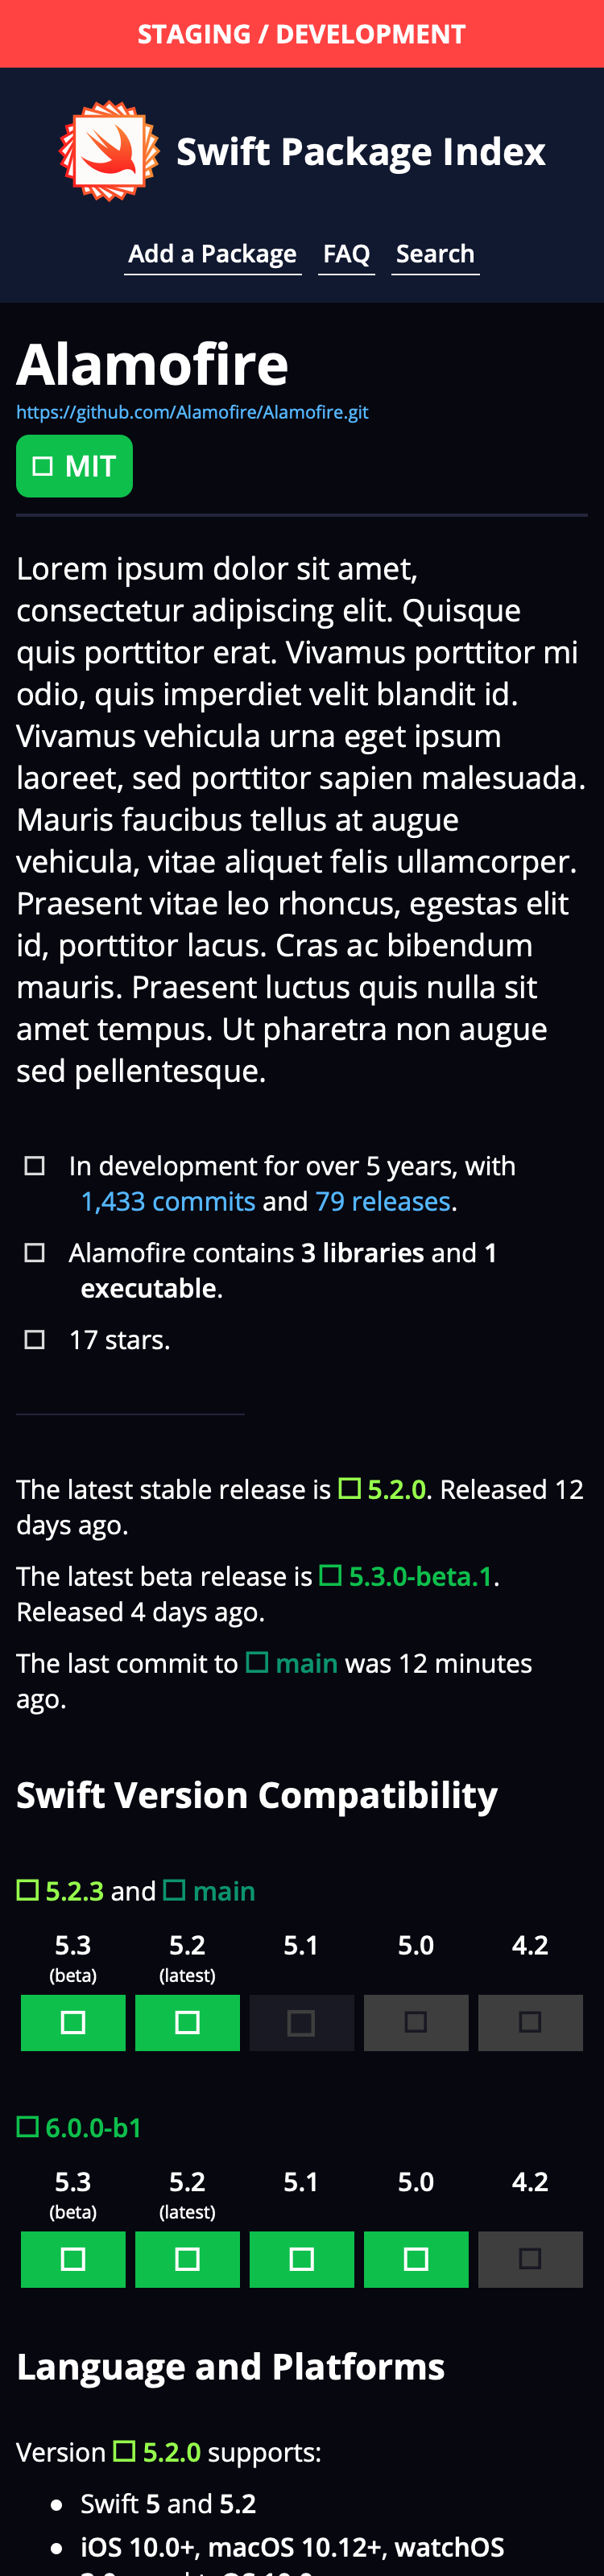 STAGING / DEVELOPMENT
Swift Package Index
Add a Package FAQ Search
Alamofire
https://github.com/Alamofire/Alamofire.git
MIT
Lorem ipsum dolor sit amet,
consectetur adipiscing elit. Quisque
quis porttitor erat. Vivamus porttitor mi
odio, quis imperdiet velit blandit id.
Vivamus vehicula urna eget ipsum
laoreet, sed porttitor sapien malesuada.
Mauris faucibus tellus at augue
vehicula, vitae aliquet felis ullamcorper.
Praesent vitae leo rhoncus, egestas elit
id, porttitor lacus. Cras ac bibendum
mauris. Praesent luctus quis nulla sit
amet tempus. Ut pharetra non augue
sed pellentesque.
In development for over 5 years, with
1,433 commits and 79 releases.
Alamofire contains 3 libraries and 1
executable.
17 stars.
The latest stable release is 5.2.0. Released 12
days ago.
The latest beta release is 5.3.0-beta.1.
Released 4 days ago.
The last commit to main was 12 minutes
ago.
Swift Version Compatibility
5.2.3 and main
5.3 5.2 5.1 5.0 4.2
(beta) (latest)
6.0.0-b1
5.3 5.2 5.1 5.0 4.2
(beta) (latest)
Language and Platforms
Version 5.2.0 supports:
Swift 5 and 5.2
iOS 10.0+, macOS 10.12+, watchOS